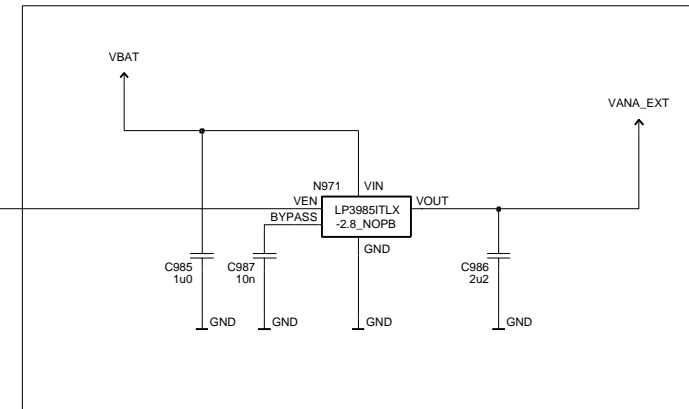 VBAT
VANA_EXT
N971
VIN
VEN
VOUT
BYPASS
LP3985ITLX
-2.8_NOPB
GND
C985
1u0
C987
10n
C986
2u2
GND
GND
GND
GND